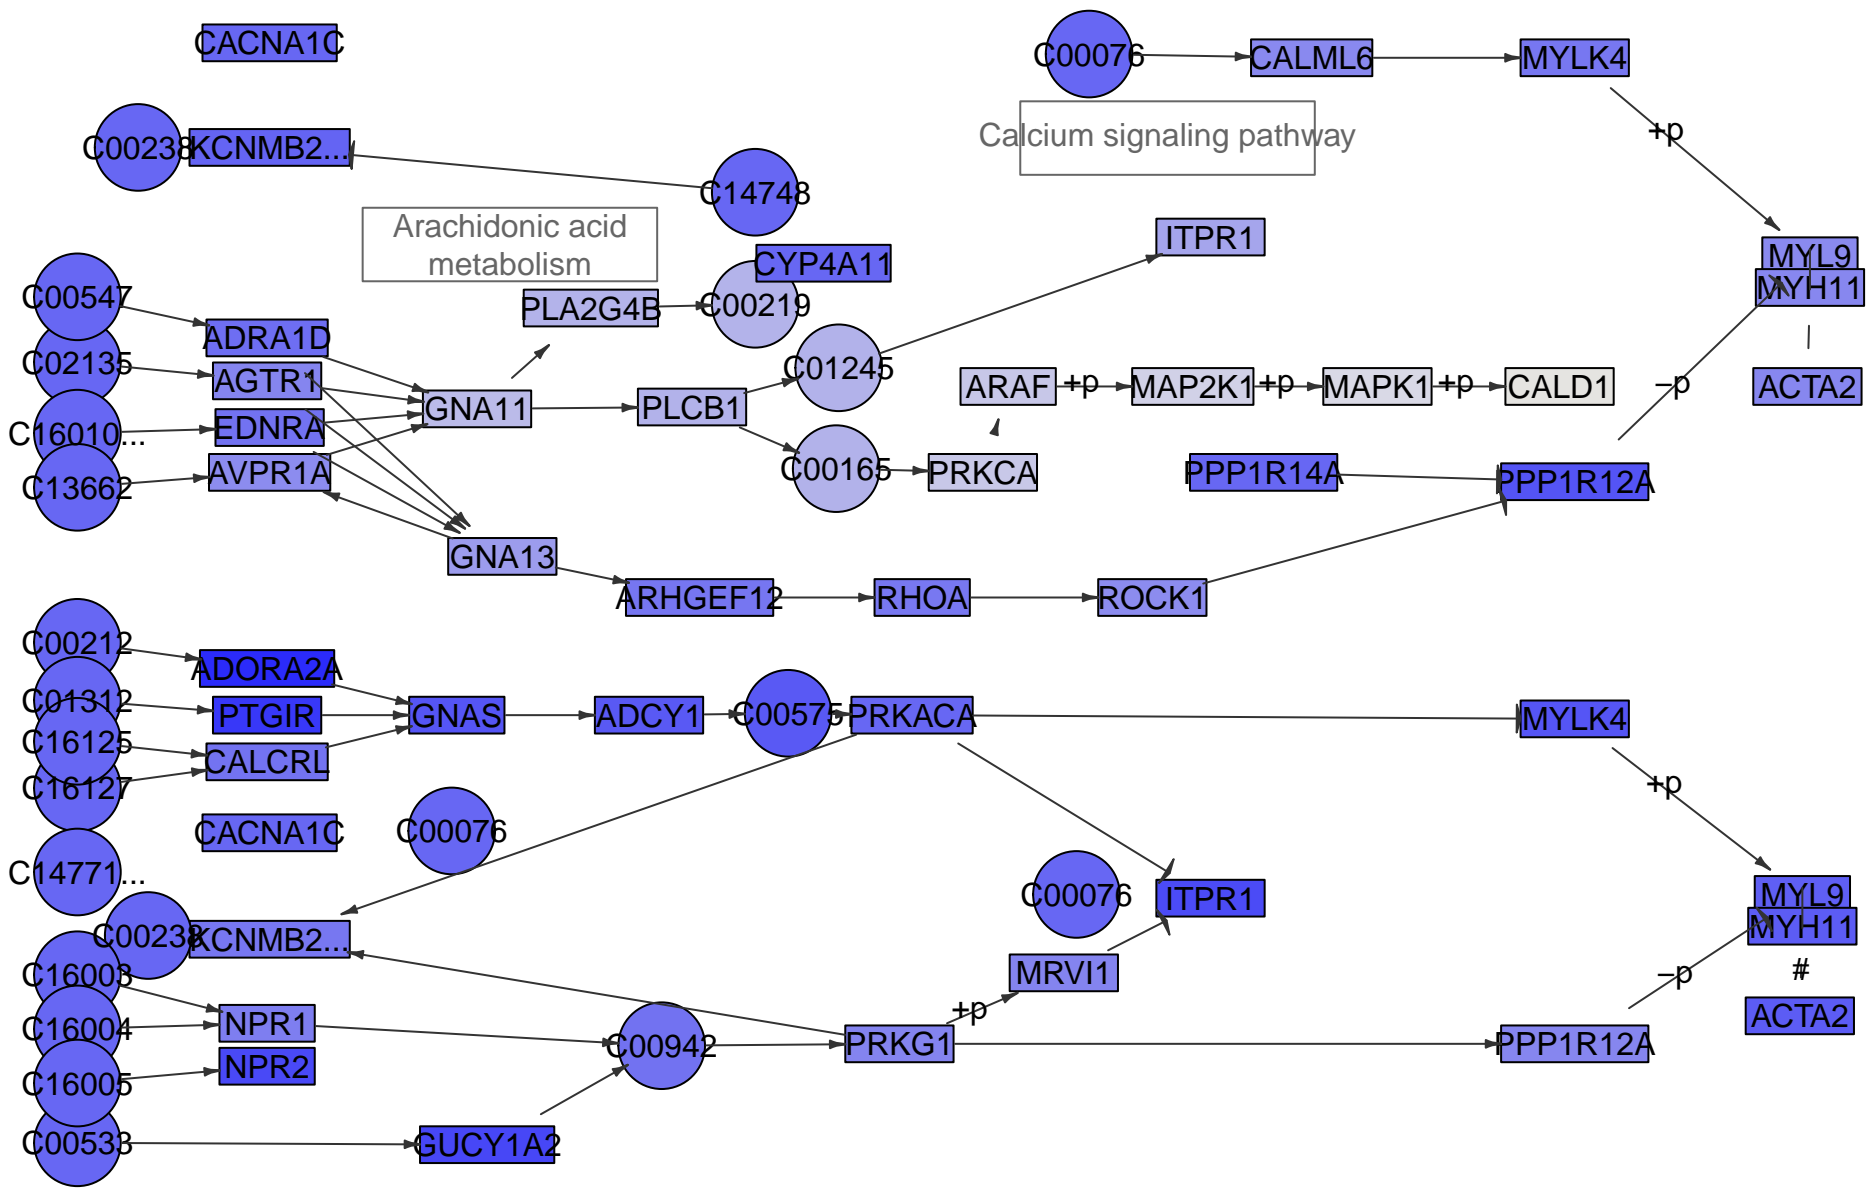 CACNA1C
C00076
CALML6
MYLK4
+p
Calcium signaling pathway
C00238
KCNMB2...
C14748
Arachidonic acid
metabolism
ITPR1
MYL9
MYH11
CYP4A11
C00219
PLA2G4B
C00547
ADRA1D
C02135
AGTR1
C01245
ARAF
+p
MAP2K1
+p
MAPK1
+p
CALD1
–p
ACTA2
GNA11
PLCB1
C16010...
EDNRA
C13662
AVPR1A
C00165
PRKCA
PPP1R14A
PPP1R12A
GNA13
ARHGEF12
RHOA
ROCK1
C00212
ADORA2A
C01312
PTGIR
GNAS
ADCY1
C00575
PRKACA
MYLK4
C16125
CALCRL
C16127
+p
CACNA1C
C00076
C14771...
C00076
ITPR1
MYL9
MYH11
C00238
KCNMB2...
C16003
MRVI1
–p
#
+p
ACTA2
C16004
NPR1
C00942
PRKG1
PPP1R12A
C16005
NPR2
C00533
GUCY1A2